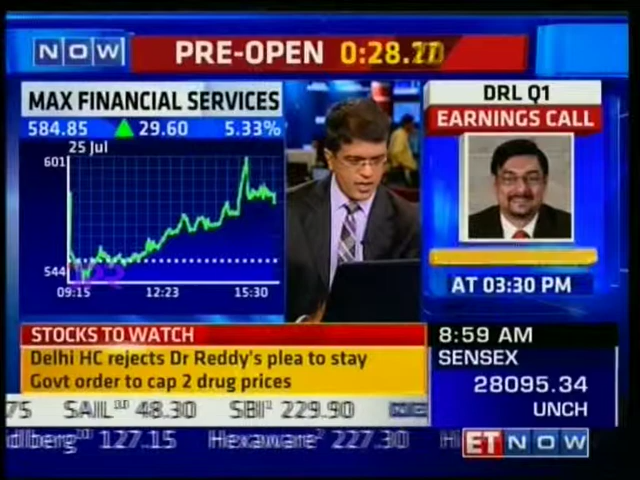 NOW
PRE-OPEN
MAX FINANCIAL SERVICES
584.85 29.60 5.33%
25 Jul
601
544
09:15 12:23 15:30
DRL Q1
EARNINGS CALL
AT 03:30 PM
STOCKS TO WATCH
Delhi HC rejects Dr Reddy's plea to stay
Govt order to cap 2 drug prices
8:59 AM
SENSEX
28095.34
UNCH
75 SAIL 48.30 SBI 229.90
dberg 127.15 Hexaware 227.30 Hi
ET NOW